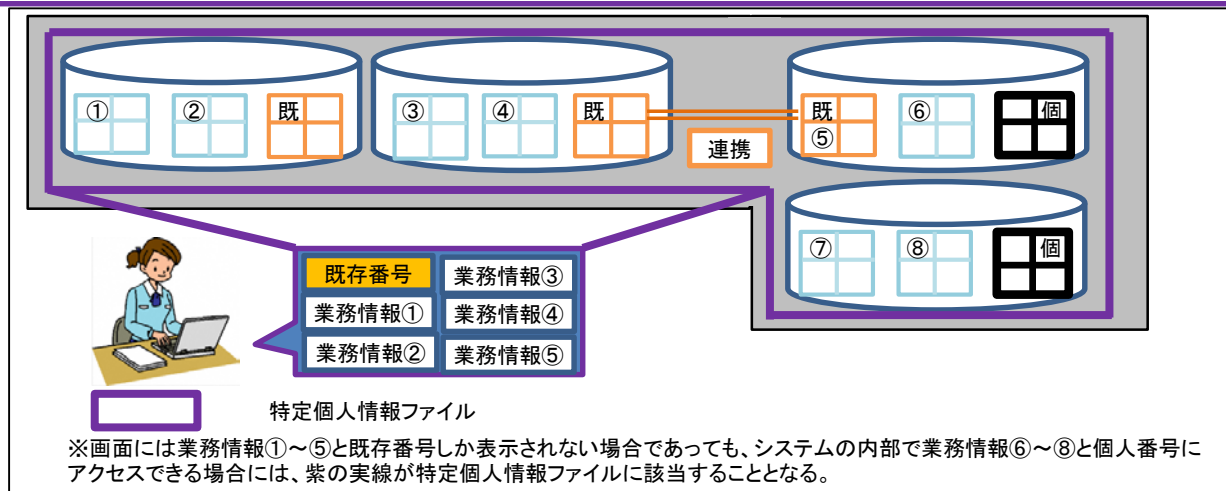 ① ② 既 ③ ④ 既 既 ⑥ 個
連携 ⑤
⑦ ⑧ 個
既存番号 業務情報③
業務情報① 業務情報④
業務情報② 業務情報⑤
特定個人情報ファイル
※画面には業務情報①~⑤と既存番号しか表示されない場合であっても、システムの内部で業務情報⑥~⑧と個人番号に
アクセスできる場合には、紫の実線が特定個人情報ファイルに該当することとなる。